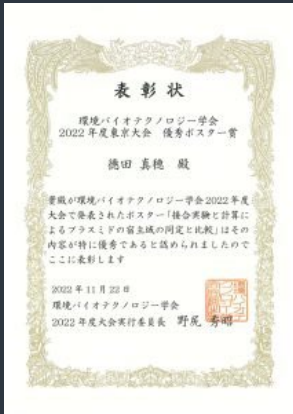 表彰状
環境バイオテクノロジー学会
2022年度東京大会 優秀ポスター賞
徳田 真穂 殿
貴殿が環境バイオテクノロジー学会2022年度
大会で発表されたポスター「接合実験と計算に
よるプラスミドの宿主域の同定と比較」はその
内容が特に優秀であると認められましたので
ここに表彰します
2022年11月22日
環境バイオテクノロジー学会
2022年度大会実行委員長 野尻 秀昭